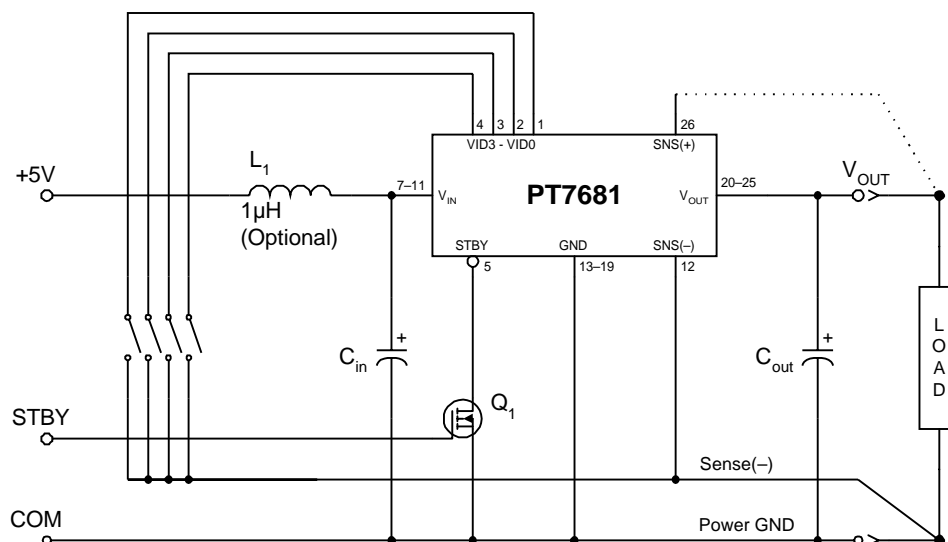 4 3 2 1
26
VID3 - VID0
SNS(+)
+5V
L1
1µH
(Optional)
7–11
VIN
PT7681
VOUT
20–25
VOUT
STBY
GND
SNS(–)
5
13–19
12
+
Cin
+
Cout
LOAD
Q1
STBY
Sense(–)
COM
Power GND